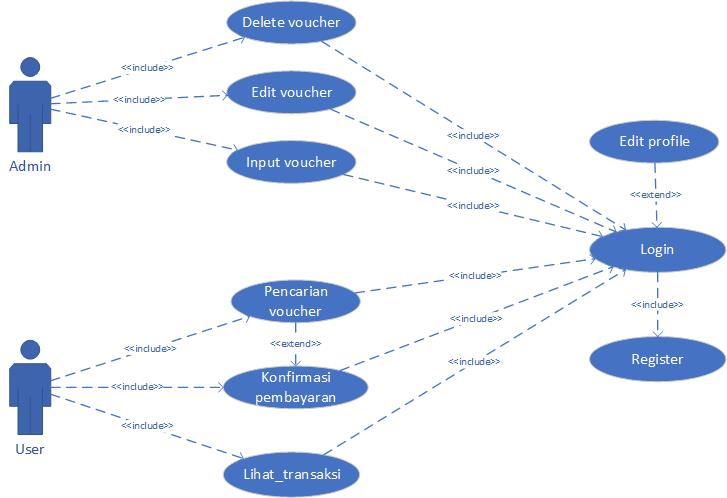 Delete voucher
<<include>>
Edit voucher
<<include>>
<<include>>
Input voucher
Admin
<<include>>
<<include>>
<<include>>
Edit profile
<<extend>>
Login
<<include>>
Register
Pencarian
voucher
<<include>>
<<include>>
<<extend>>
<<include>>
Konfirmasi
pembayaran
<<include>>
<<include>>
<<include>>
User
Lihat_transaksi